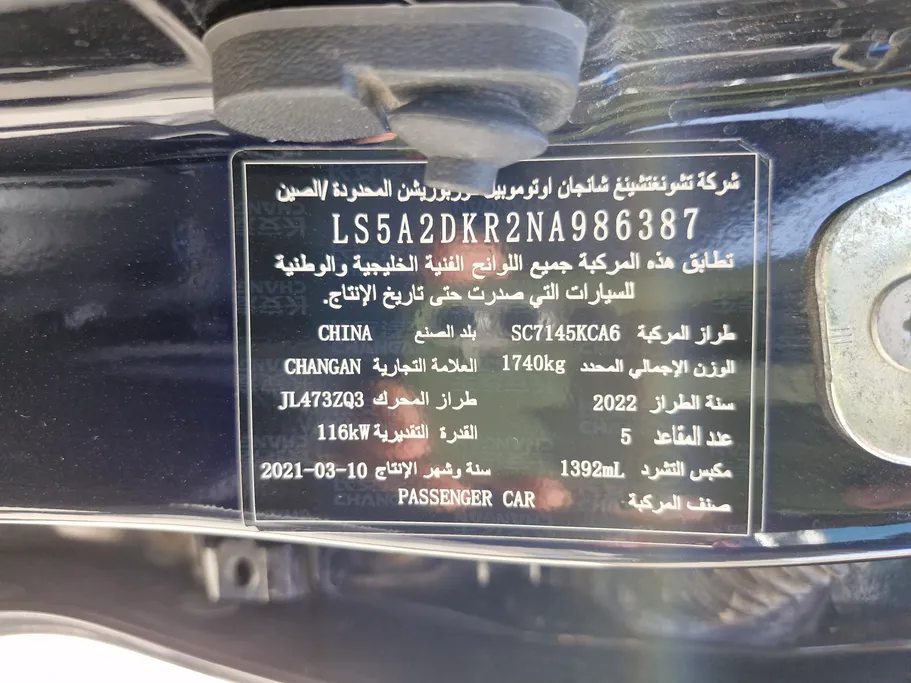 شركة تشونغتشينغ شانجان اوتوموبيل كوربوريشن المحدودة /الصين
LS5A2DKR2NA986387
تطابق هذه المركبة جميع اللوائح الفنية الخليجية والوطنية
للسيارات التي صدرت حتى تاريخ الإنتاج.
طراز المركبة SC7145KCA6 بلد الصنع CHINA
الوزن الإجمالي المحدد 1740kg العلامة التجارية CHANGAN
سنة الطراز 2022 طراز المحرك JL473ZQ3
عدد المقاعد 5 القدرة التقديرية 116kW
مكبس التشرد 1392mL سنة وشهر الإنتاج 2021-03-10
صنف المركبة PASSENGER CAR